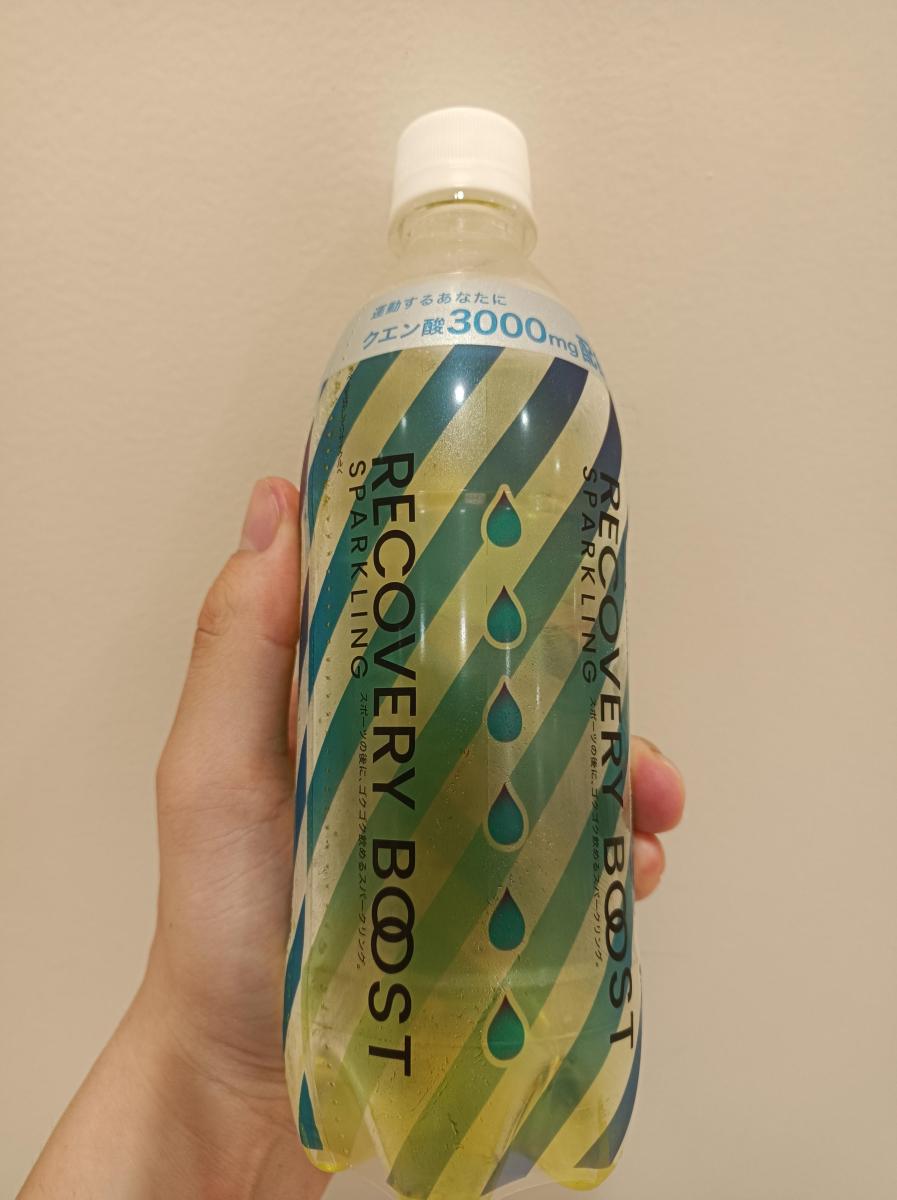 運動するあなたに
クエン酸3000mg配
RECOVERY BOOST
SPARKLING スポーツの後に、ゴクゴク飲めるスパークリング。
RECOVERY BOOST
SPARKLING スポーツの後に、ゴクゴク飲めるスパークリング。